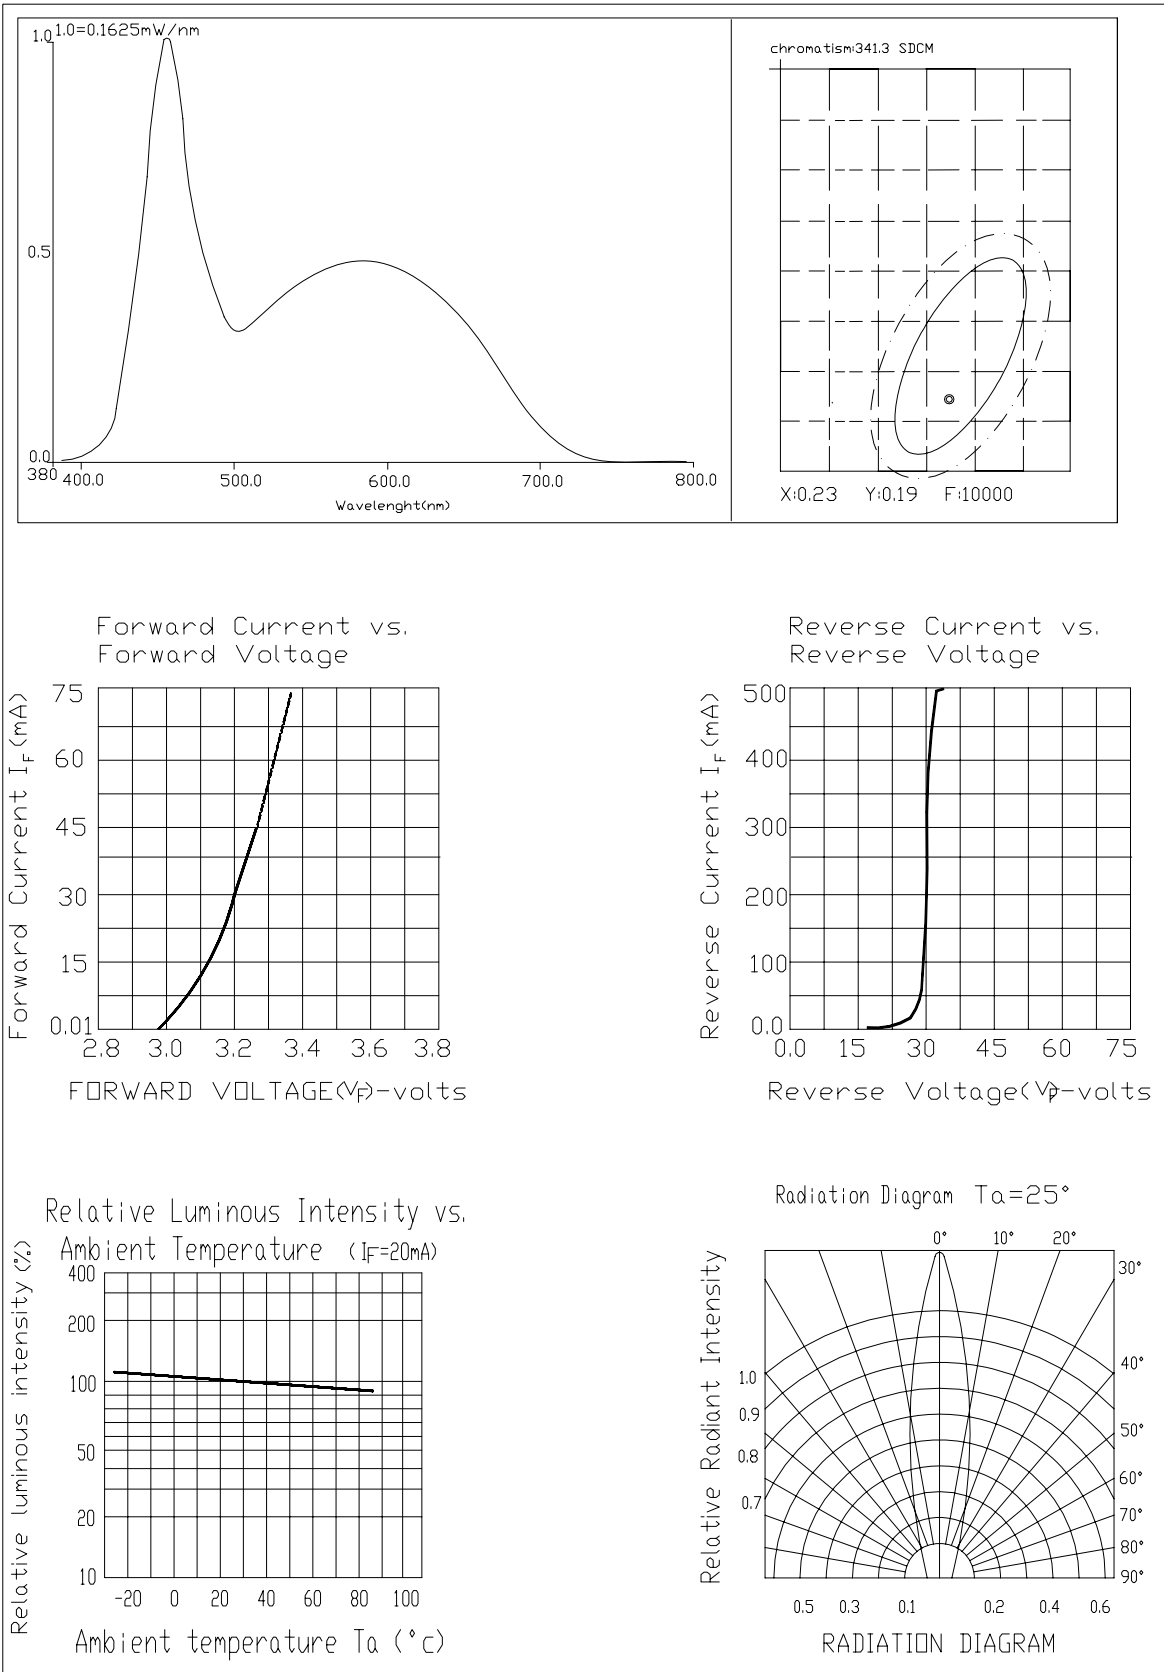 1.0=0.1625mW/nm
1.0
0.5
0.0
380 400.0 500.0 600.0 700.0 800.0
Wavelenght(nm)
chromatism:341.3 SDCM
X:0.23 Y:0.19 F:10000
Forward Current vs.
Forward Voltage
Forward Current IF(mA)
75
60
45
30
15
0.01
2.8 3.0 3.2 3.4 3.6 3.8
FORWARD VOLTAGE(VF)-volts
Reverse Current vs.
Reverse Voltage
Reverse Current IF(mA)
500
400
300
200
100
0.0
0.0 15 30 45 60 75
Reverse Voltage(VF)-volts
Relative Luminous Intensity vs.
Ambient Temperature (IF=20mA)
Relative luminous intensity(%)
400
200
100
50
20
10
-20 0 20 40 60 80 100
Ambient temperature Ta (°c)
Radiation Diagram Ta=25°
Relative Radiant Intensity
0° 10° 20°
30°
40°
50°
60°
70°
80°
90°
1.0
0.9
0.8
0.7
0.5 0.3 0.1 0.2 0.4 0.6
RADIATION DIAGRAM